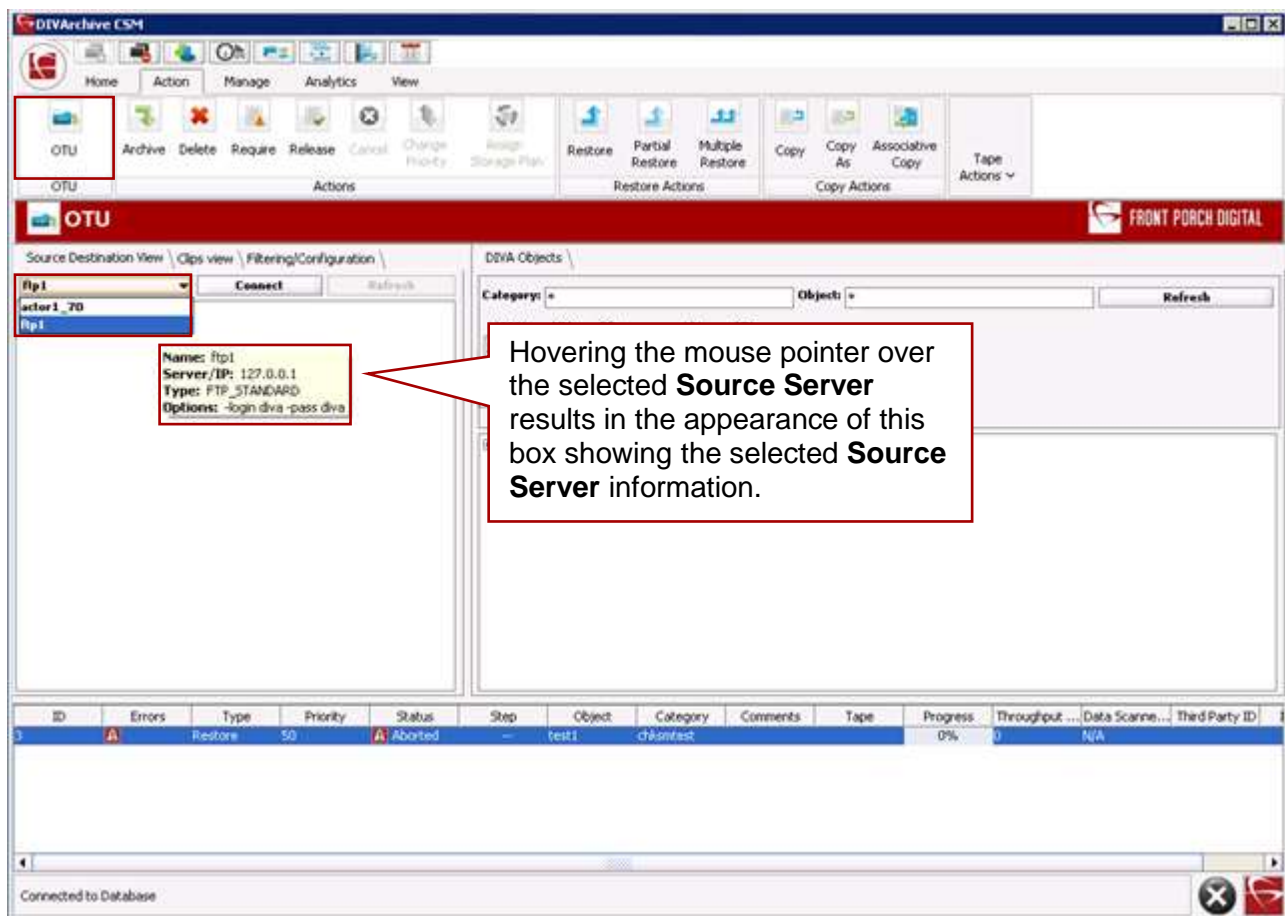 DIVArchive CSM
Home Action Manage Analytics View
OTU Archive Delete Require Release Cancel Change Priority Assign Storage Plan Restore Partial Restore Multiple Restore Copy Copy As Associative Copy Tape Actions
OTU Actions Restore Actions Copy Actions
OTU FRONT PORCH DIGITAL
Source Destination View Clips view Filtering/Configuration DIVA Objects
ftp1 Connect Refresh
Category: * Object: * Refresh
actor1_70
ftp1
Name: ftp1
Server/IP: 127.0.0.1
Type: FTP_STANDARD
Options: -login diva -pass diva
Hovering the mouse pointer over
the selected Source Server
results in the appearance of this
box showing the selected Source
Server information.
ID Errors Type Priority Status Step Object Category Comments Tape Progress Throughput ... Data Scanne... Third Party ID
3 Restore 50 Aborted -- test1 chksmtest 0% 0 N/A
Connected to Database